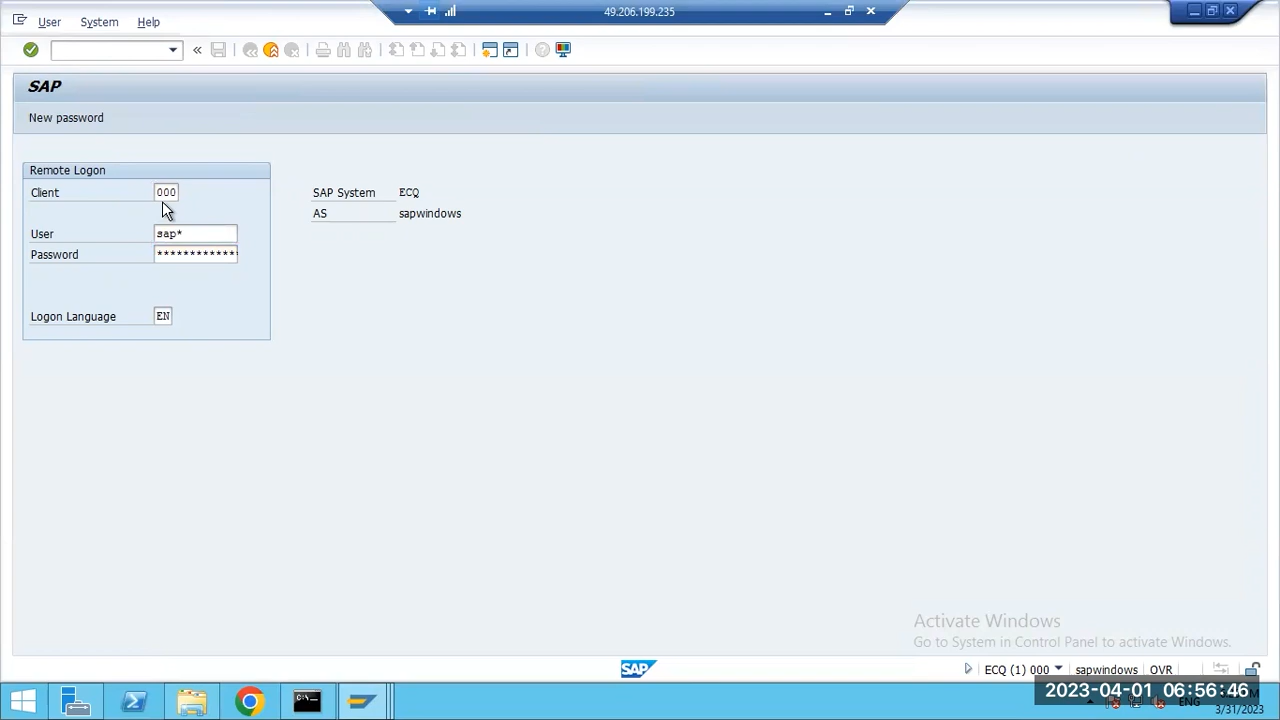 49.206.199.235
User System Help
SAP
New password
Remote Logon
Client 000
SAP System ECQ
AS sapwindows
User sap*
Password ************
Logon Language EN
Activate Windows
Go to System in Control Panel to activate Windows.
SAP
ECQ (1) 000 sapwindows OVR
2023-04-01 06:56:46
ENG
3/31/2023